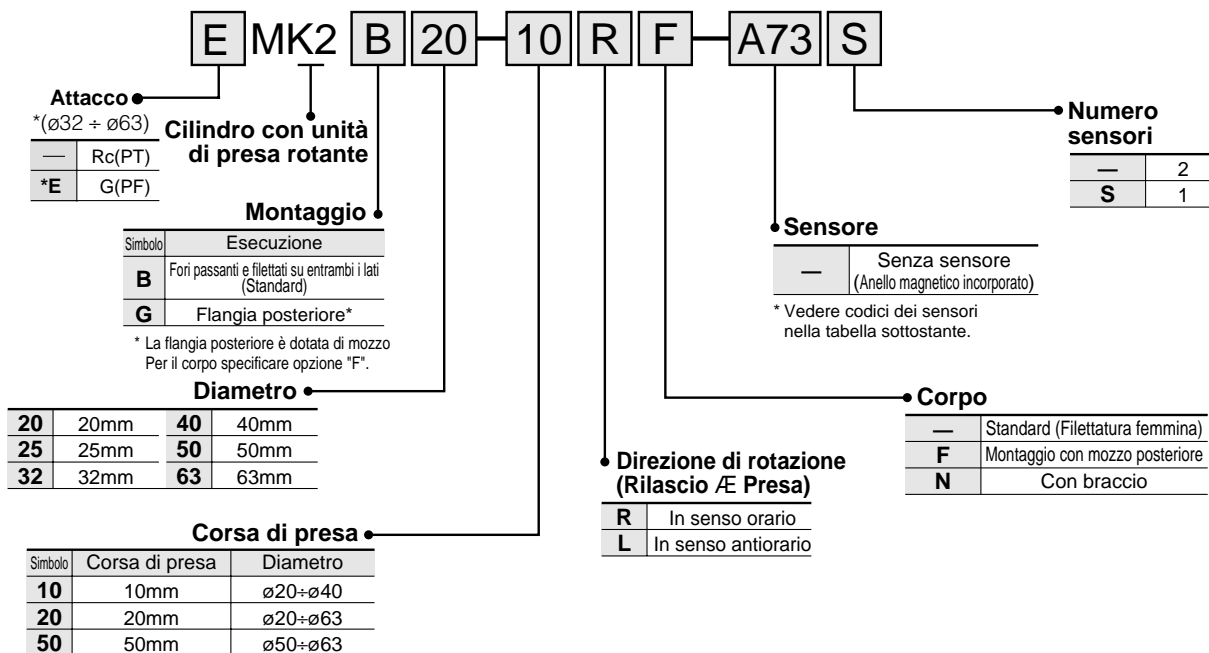 E MK2 B 20-10 R F-A73 S
Attacco
*(ø32 ÷ ø63)
— Rc(PT)
*E G(PF)
Cilindro con unità
di presa rotante
Numero
sensori
— 2
S 1
Montaggio
Simbolo Esecuzione
B Fori passanti e filettati su entrambi i lati
(Standard)
G Flangia posteriore*
* La flangia posteriore è dotata di mozzo
Per il corpo specificare opzione "F".
Sensore
— Senza sensore
(Anello magnetico incorporato)
* Vedere codici dei sensori
nella tabella sottostante.
Diametro
20 20mm 40 40mm
25 25mm 50 50mm
32 32mm 63 63mm
Corpo
— Standard (Filettatura femmina)
F Montaggio con mozzo posteriore
N Con braccio
Direzione di rotazione
(Rilascio Æ Presa)
R In senso orario
L In senso antiorario
Corsa di presa
Simbolo Corsa di presa Diametro
10 10mm ø20÷ø40
20 20mm ø20÷ø63
50 50mm ø50÷ø63